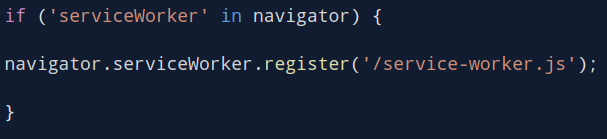 if ('serviceWorker' in navigator) {
navigator.serviceWorker.register('/service-worker.js');
}